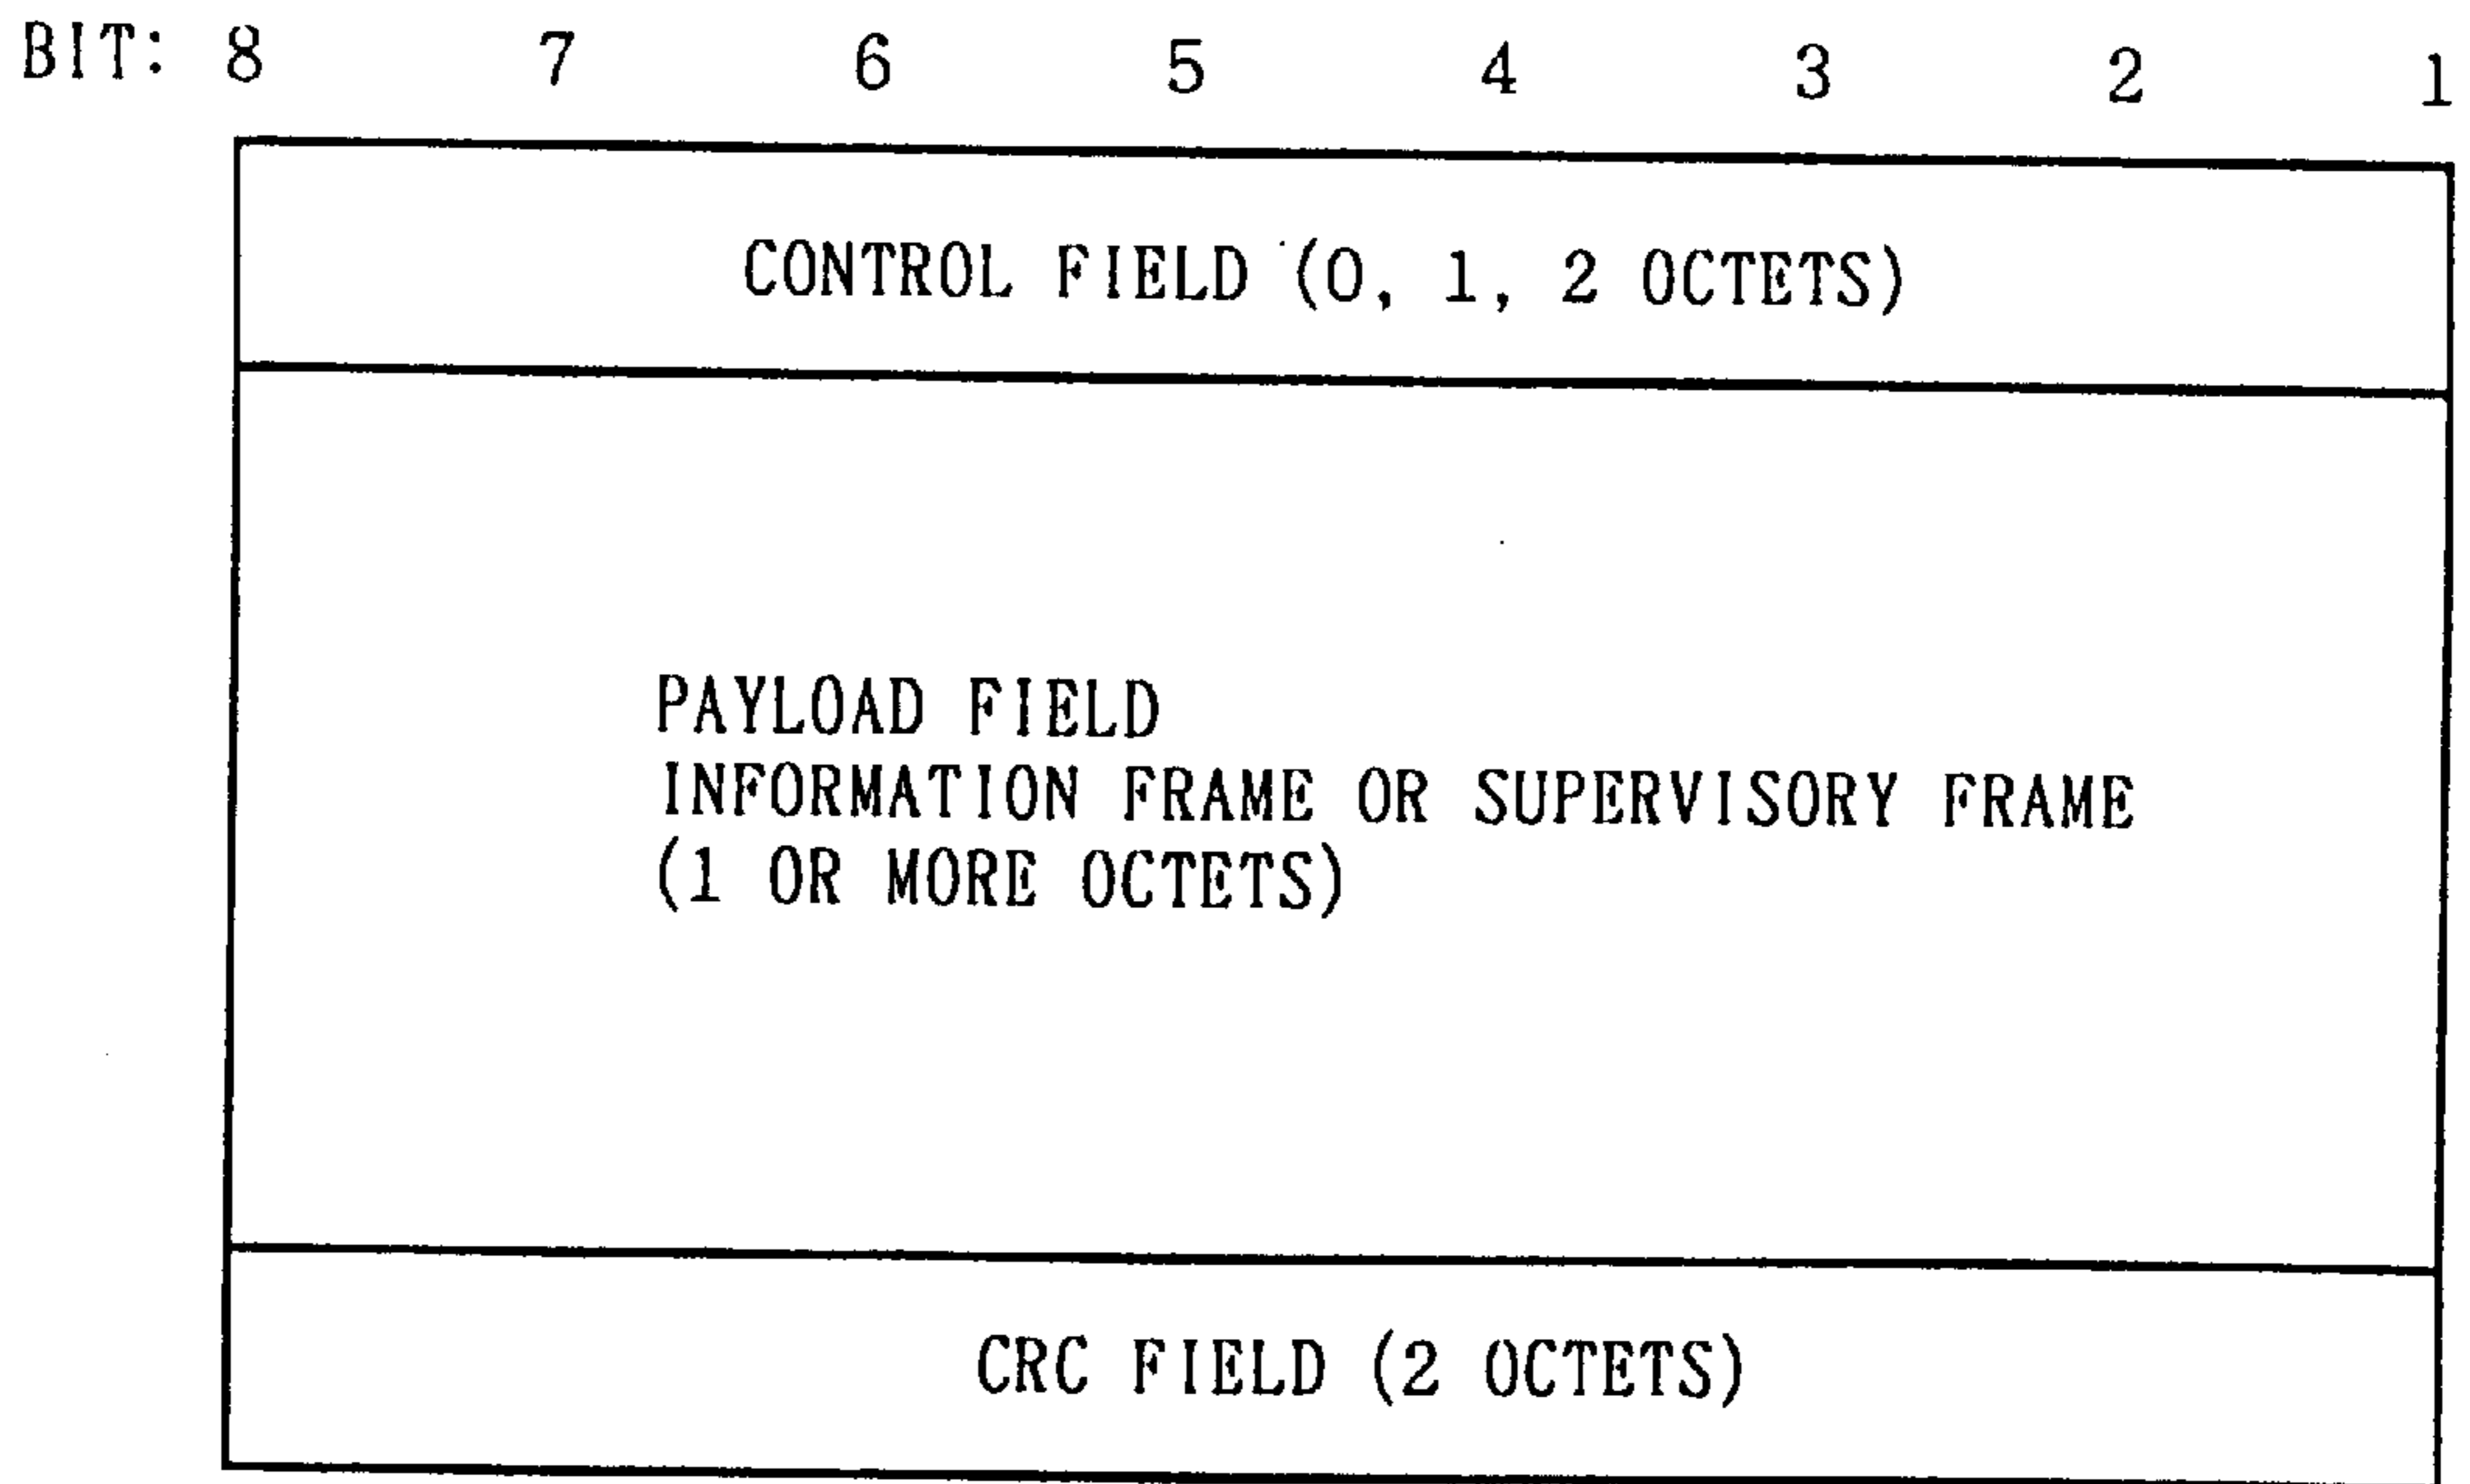 BIT: 8 7 6 5 4 3 2 1
CONTROL FIELD (0, 1, 2 OCTETS)
PAYLOAD FIELD
INFORMATION FRAME OR SUPERVISORY FRAME
(1 OR MORE OCTETS)
CRC FIELD (2 OCTETS)